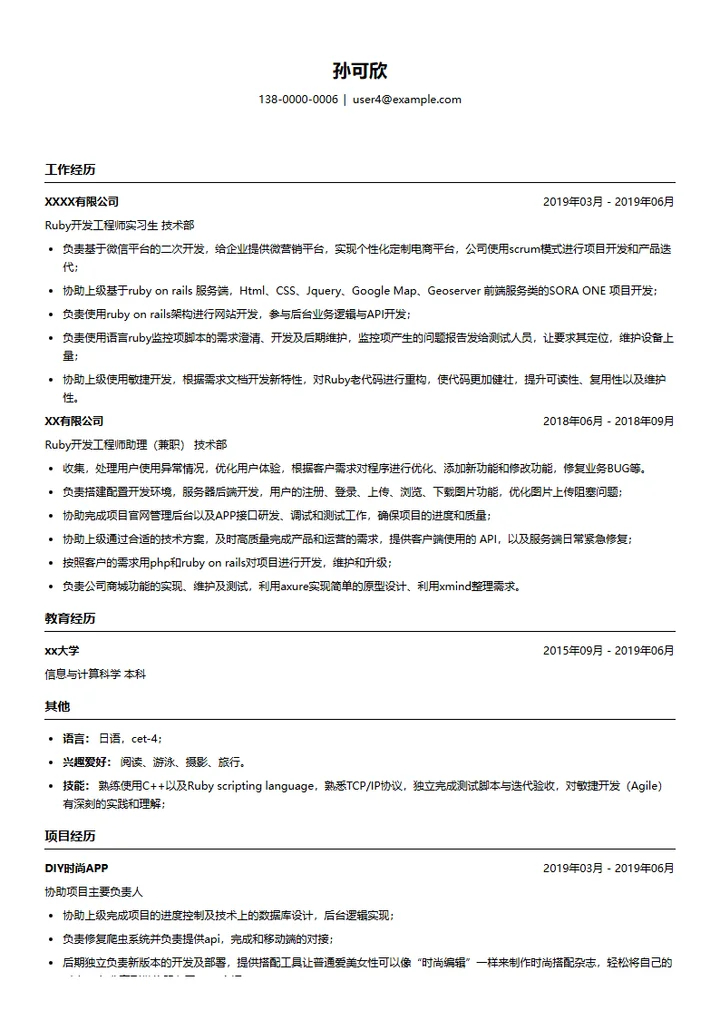 孙可欣
138-0000-0006 | user4@example.com
工作经历
XXXX有限公司 2019年03月 - 2019年06月
Ruby开发工程师实习生 技术部
• 负责基于微信平台的二次开发，给企业提供微营销平台，实现个性化定制电商平台，公司使用scrum模式进行项目开发和产品迭
代；
• 协助上级基于ruby on rails 服务端，Html、CSS、Jquery、Google Map、Geoserver 前端服务类的SORA ONE 项目开发；
• 负责使用ruby on rails架构进行网站开发，参与后台业务逻辑与API开发；
• 负责使用语言ruby监控项脚本的需求澄清、开发及后期维护，监控项产生的问题报告发给测试人员，让要求其定位，维护设备上
量；
• 协助上级使用敏捷开发，根据需求文档开发新特性，对Ruby老代码进行重构，使代码更加健壮，提升可读性、复用性以及维护
性。
XX有限公司 2018年06月 - 2018年09月
Ruby开发工程师助理（兼职） 技术部
• 收集，处理用户使用异常情况，优化用户体验，根据客户需求对程序进行优化、添加新功能和修改功能，修复业务BUG等。
• 负责搭建配置开发环境，服务器后端开发，用户的注册、登录、上传、浏览、下载图片功能，优化图片上传阻塞问题；
• 协助完成项目官网管理后台以及APP接口研发、调试和测试工作，确保项目的进度和质量；
• 协助上级通过合适的技术方案，及时高质量完成产品和运营的需求，提供客户端使用的 API，以及服务端日常紧急修复；
• 按照客户的需求用php和ruby on rails对项目进行开发，维护和升级；
• 负责公司商城功能的实现、维护及测试，利用axure实现简单的原型设计、利用xmind整理需求。
教育经历
xx大学 2015年09月 - 2019年06月
信息与计算科学 本科
其他
• 语言： 日语，cet-4；
• 兴趣爱好： 阅读、游泳、摄影、旅行。
• 技能： 熟练使用C++以及Ruby scripting language，熟悉TCP/IP协议，独立完成测试脚本与迭代验收，对敏捷开发（Agile）
有深刻的实践和理解；
项目经历
DIY时尚APP 2019年03月 - 2019年06月
协助项目主要负责人
• 协助上级完成项目的进度控制及技术上的数据库设计，后台逻辑实现；
• 负责修复爬虫系统并负责提供api，完成和移动端的对接；
• 后期独立负责新版本的开发及部署，提供搭配工具让普通爱美女性可以像“时尚编辑”一样来制作时尚搭配杂志，轻松将自己的